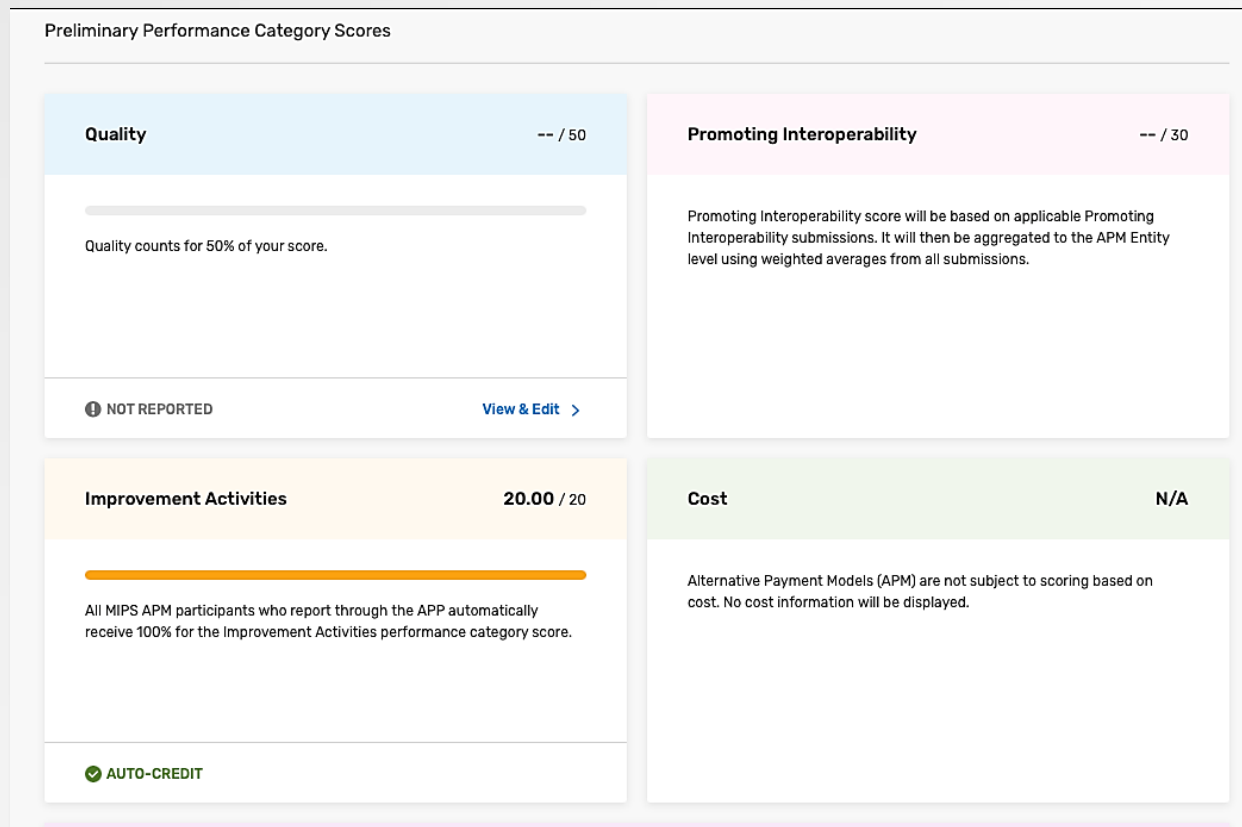 Preliminary Performance Category Scores
Quality
-- / 50
Quality counts for 50% of your score.
NOT REPORTED
View & Edit >
Promoting Interoperability
-- / 30
Promoting Interoperability score will be based on applicable Promoting
Interoperability submissions. It will then be aggregated to the APM Entity
level using weighted averages from all submissions.
Improvement Activities
20.00 / 20
All MIPS APM participants who report through the APP automatically
receive 100% for the Improvement Activities performance category score.
AUTO-CREDIT
Cost
N/A
Alternative Payment Models (APM) are not subject to scoring based on
cost. No cost information will be displayed.